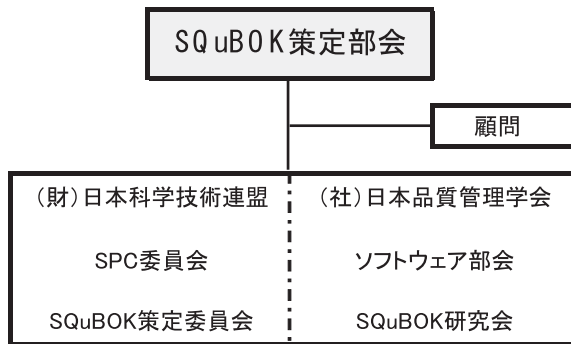 SQuBOK策定部会
顧問
(財)日本科学技術連盟
SPC委員会
SQuBOK策定委員会
(社)日本品質管理学会
ソフトウェア部会
SQuBOK研究会